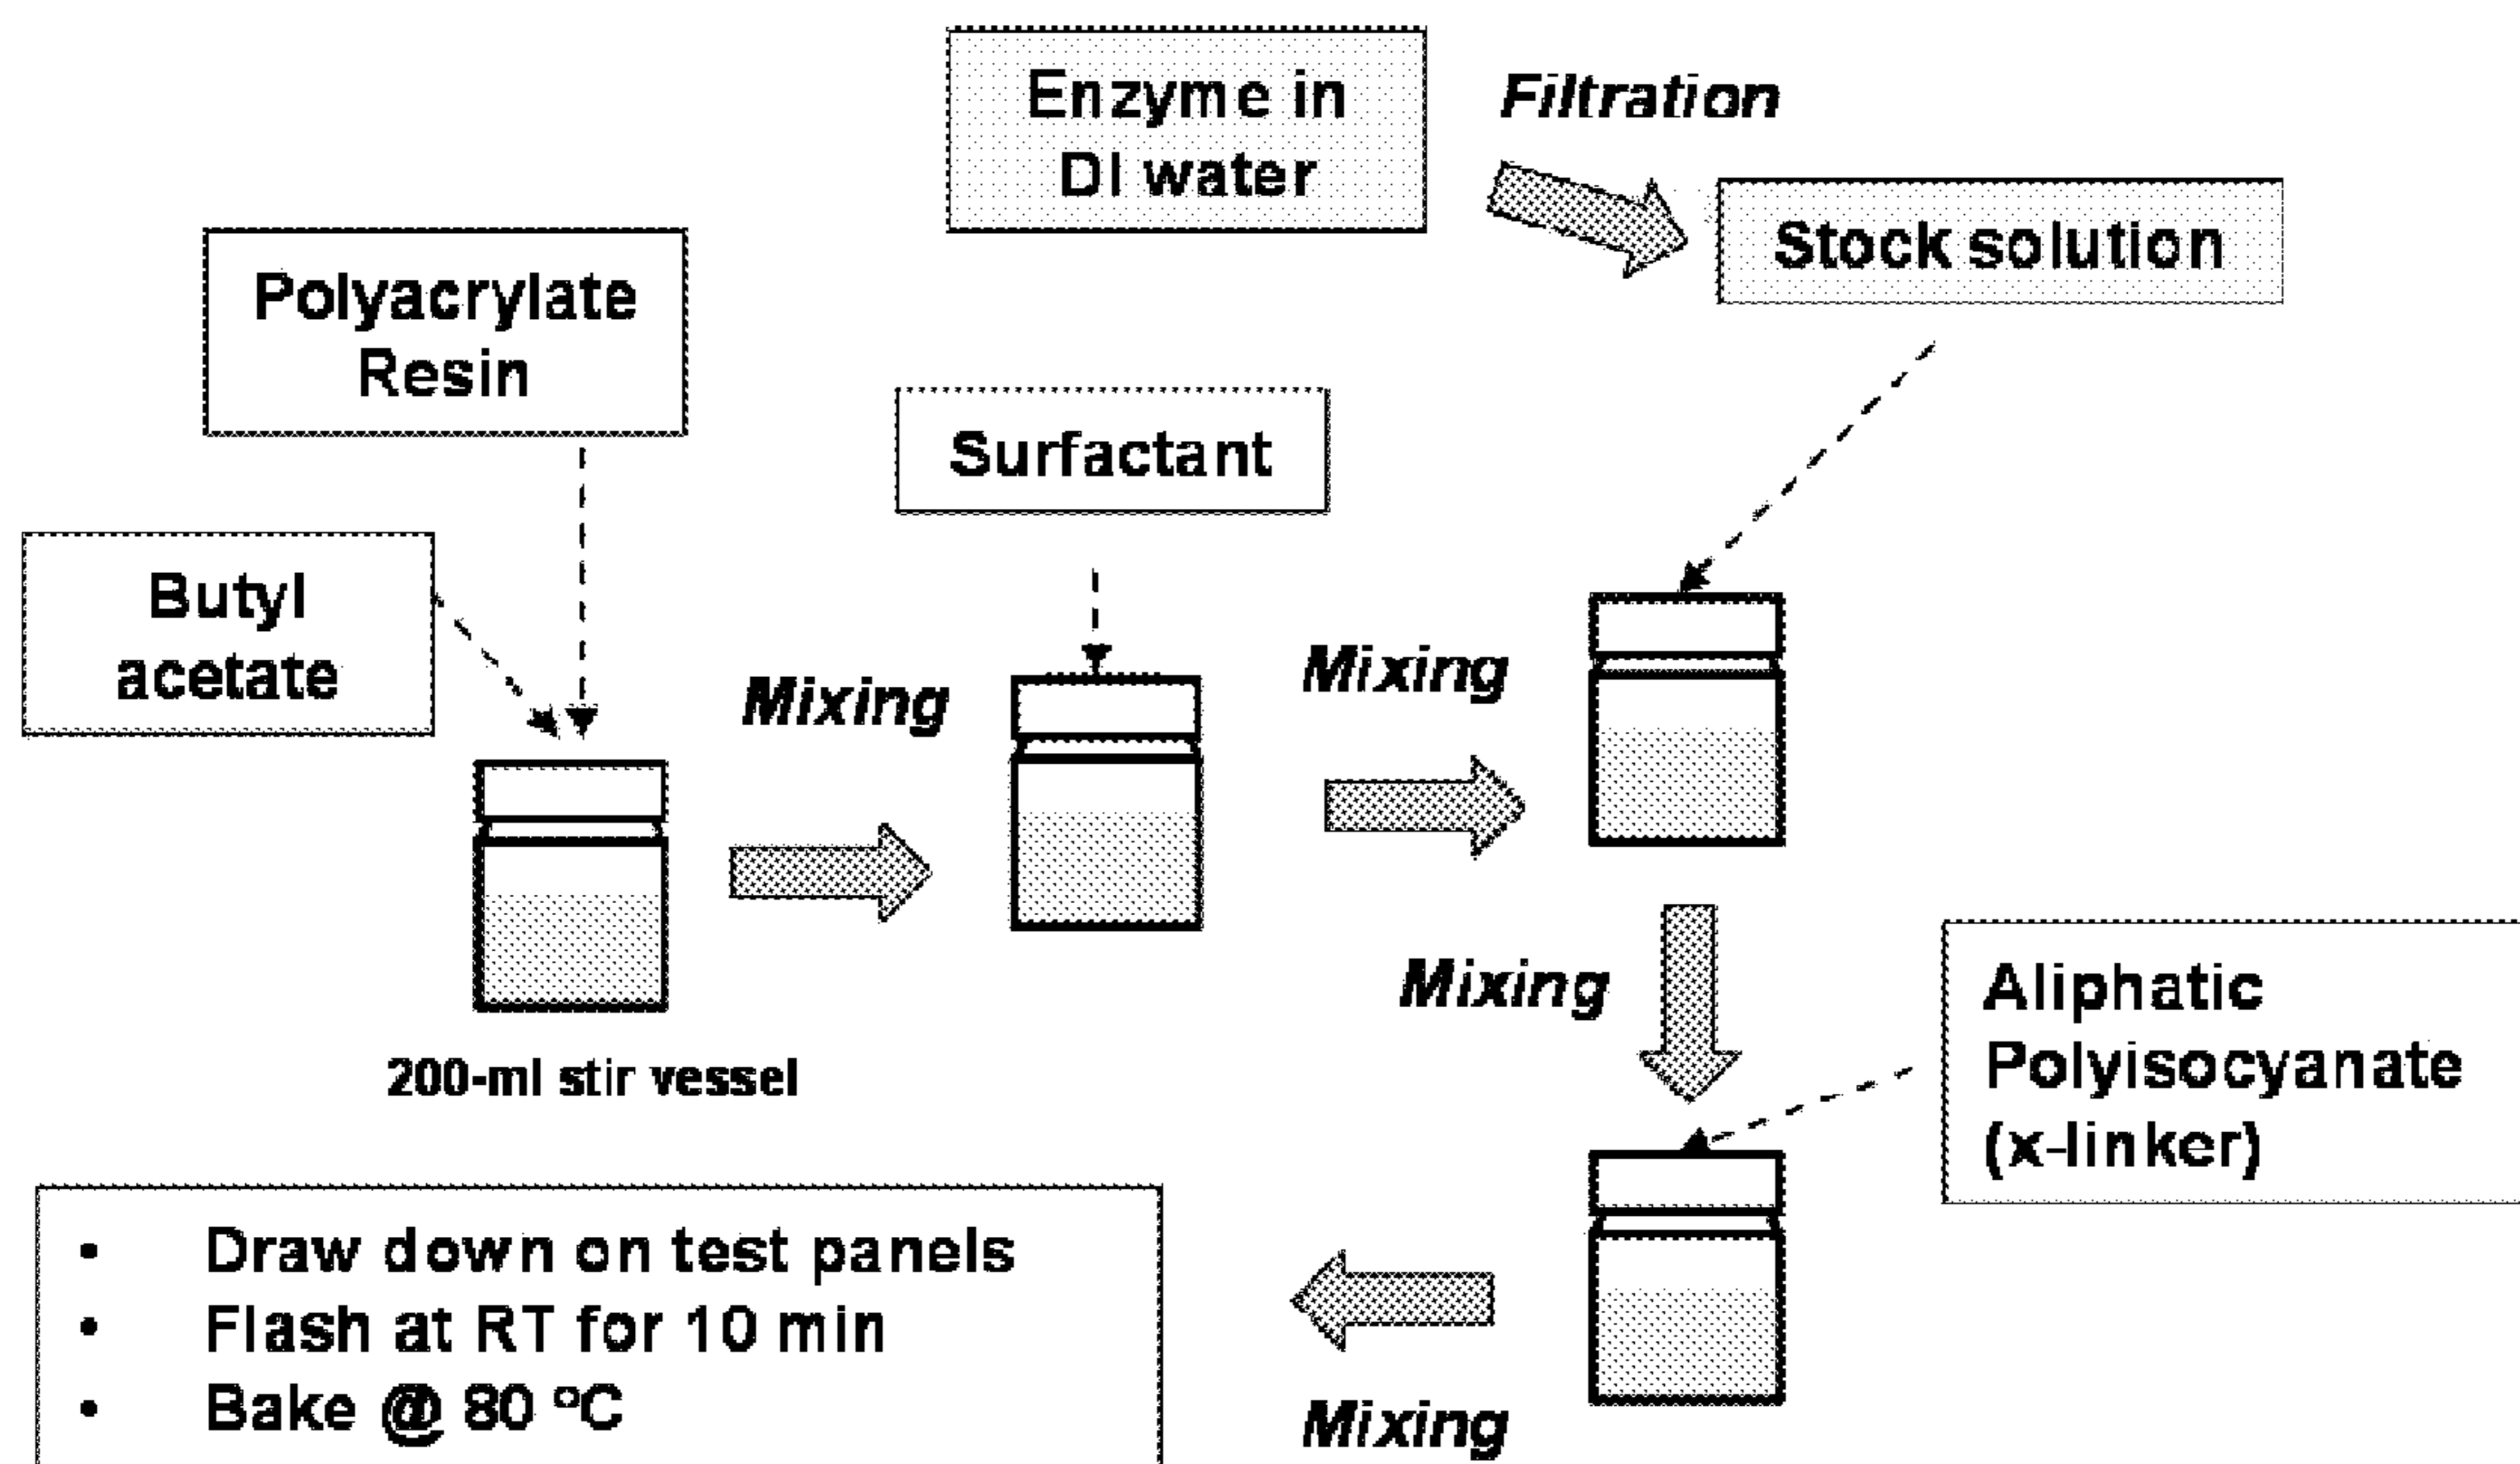 Enzyme in
DI water
Filtration
Stock solution
Polyacrylate
Resin
Surfactant
Butyl
acetate
Mixing
Mixing
200-ml stir vessel
Mixing
Aliphatic
Polyisocyanate
(x-linker)
• Draw down on test panels
• Flash at RT for 10 min
• Bake @ 80 ºC
Mixing